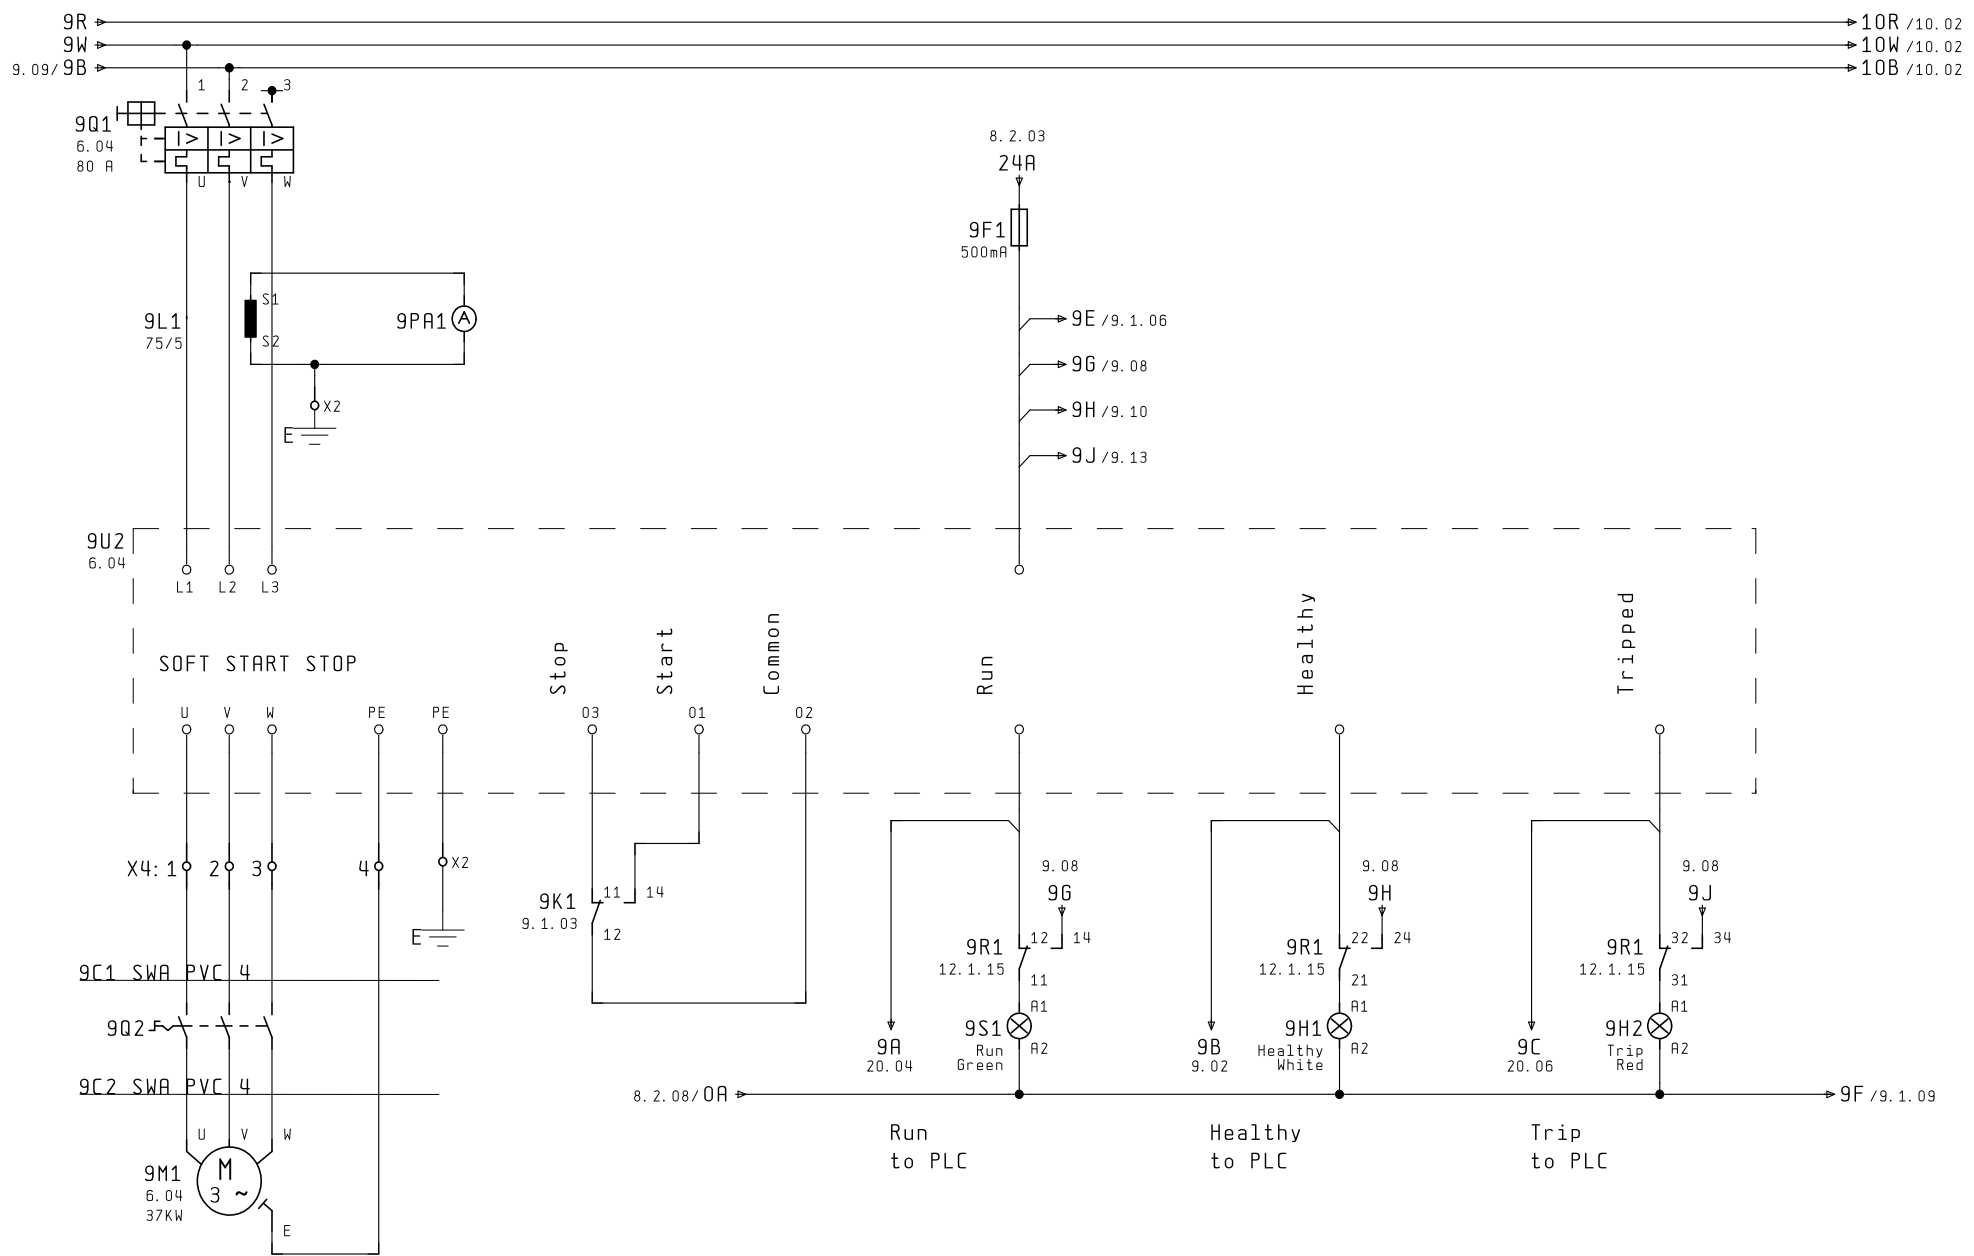 9R 10R /10.02
9W 10W /10.02
9.09/ 9B 10B /10.02
1 2 3
9Q1
6.04
80 A
I> I> I>
U V W
8.2.03
24A
9F1
500mA
9L1
75/5
S1
S2
9PA1 A
X2
E
9E /9.1.06
9G /9.08
9H /9.10
9J /9.13
9U2
6.04
L1 L2 L3
SOFT START STOP
Stop
Start
Common
Run
Healthy
Tripped
U V W PE PE 03 01 02
X4: 1 2 3 4 X2
E
9K1
9.1.03
11 14
12
9.08
9G
9R1
12.1.15
12 14
11
9.08
9H
9R1
12.1.15
22 24
21
9.08
9J
9R1
12.1.15
32 34
31
9C1 SWA PVC 4
9Q2
9C2 SWA PVC 4
9A
20.04
9S1
Run
Green
A1
A2
9B
9.02
9H1
Healthy
White
A1
A2
9C
20.06
9H2
Trip
Red
A1
A2
8.2.08/ 0A 9F /9.1.09
Run
to PLC
Healthy
to PLC
Trip
to PLC
U V W
9M1
6.04
37KW
M
3 ~
E